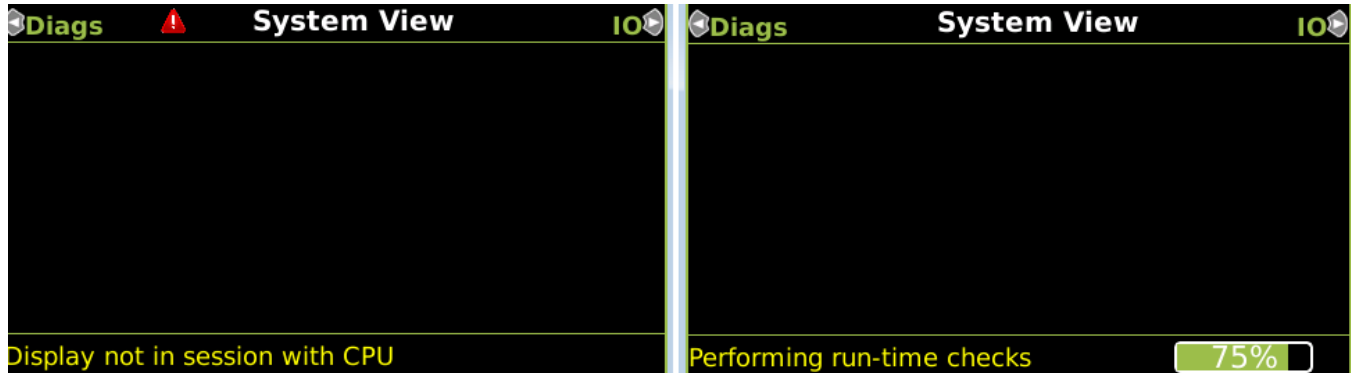 Diags System View IO
Display not in session with CPU
Diags System View IO
Performing run-time checks 75%